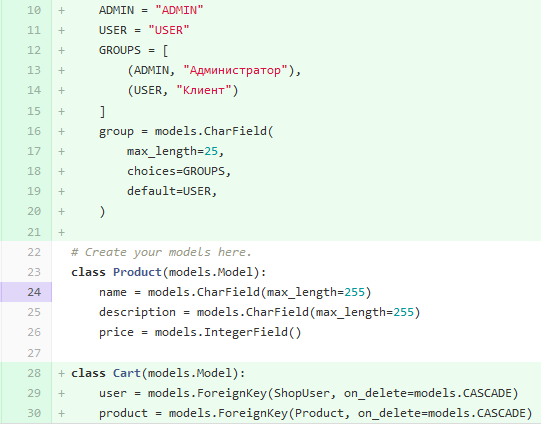 10 + ADMIN = "ADMIN"
11 + USER = "USER"
12 + GROUPS = [
13 + (ADMIN, "Администратор"),
14 + (USER, "Клиент")
15 + ]
16 + group = models.CharField(
17 + max_length=25,
18 + choices=GROUPS,
19 + default=USER,
20 + )
21 +
22 # Create your models here.
23 class Product(models.Model):
24 name = models.CharField(max_length=255)
25 description = models.CharField(max_length=255)
26 price = models.IntegerField()
27
28 + class Cart(models.Model):
29 + user = models.ForeignKey(ShopUser, on_delete=models.CASCADE)
30 + product = models.ForeignKey(Product, on_delete=models.CASCADE)